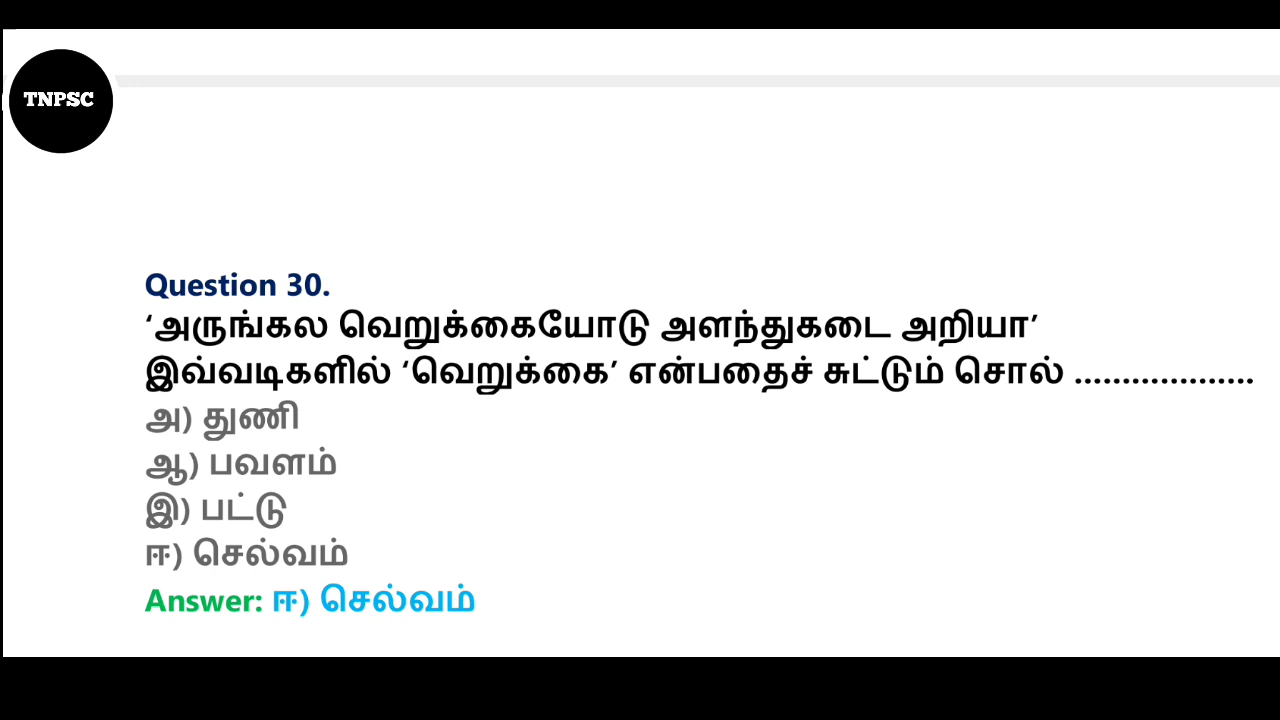 TNPSC
Question 30.
‘அருங்கல வெறுக்கையோடு அளந்துகடை அறியா’
இவ்வடிகளில் ‘வெறுக்கை’ என்பதைச் சுட்டும் சொல் ...................
அ) துணி
ஆ) பவளம்
இ) பட்டு
ஈ) செல்வம்
Answer: ஈ) செல்வம்